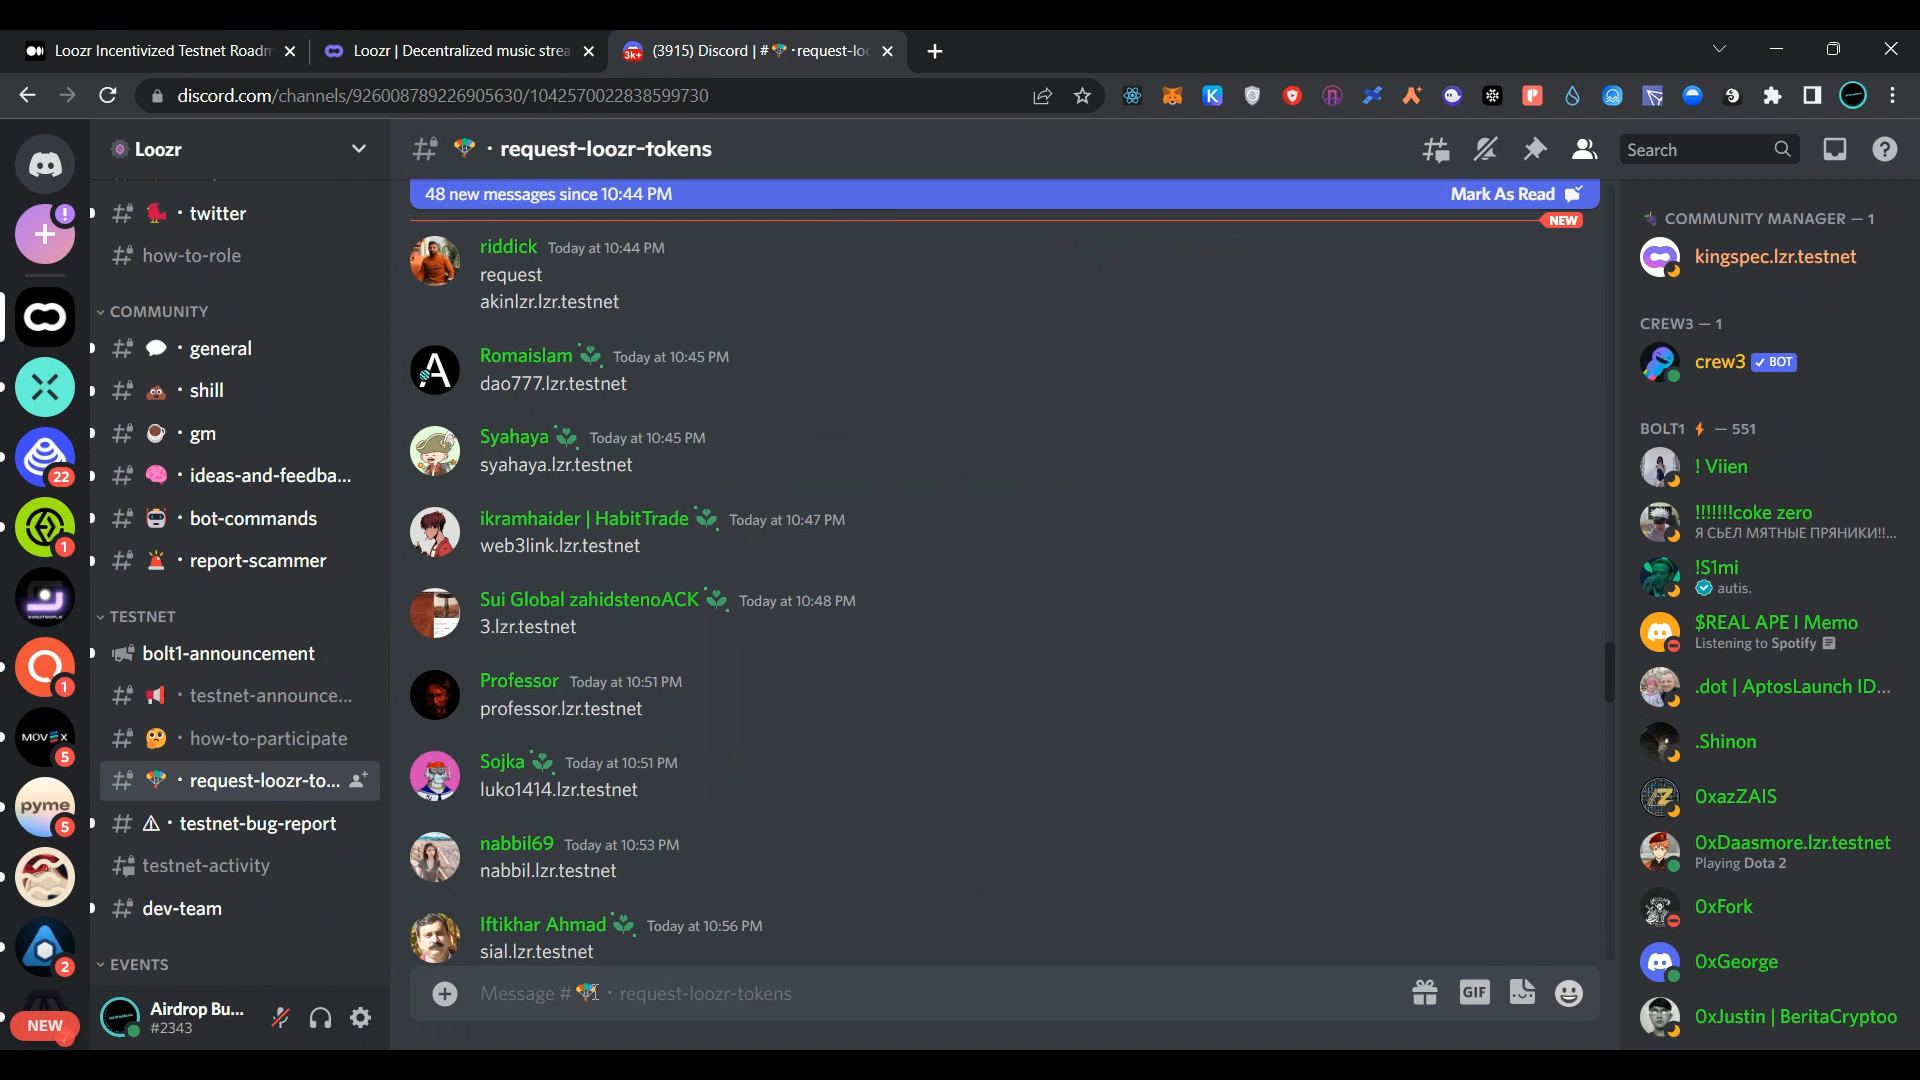 Loozr Incentivized Testnet Roadm
Loozr | Decentralized music strea
(3915) Discord | # · request-loo
discord.com/channels/926008789226905630/1042570022838599730
Loozr
· twitter
how-to-role
COMMUNITY
· general
· shill
· gm
· ideas-and-feedba...
· bot-commands
· report-scammer
TESTNET
bolt1-announcement
· testnet-announce...
· how-to-participate
· request-loozr-to...
· testnet-bug-report
testnet-activity
dev-team
EVENTS
22
1
1
MOV
5
pyme
5
2
NEW
Airdrop Bu...
#2343
· request-loozr-tokens
Search
48 new messages since 10:44 PM
Mark As Read
NEW
riddick Today at 10:44 PM
request
akinlzr.lzr.testnet
Romaislam Today at 10:45 PM
dao777.lzr.testnet
Syahaya Today at 10:45 PM
syahaya.lzr.testnet
ikramhaider | HabitTrade Today at 10:47 PM
web3link.lzr.testnet
Sui Global zahidstenoACK Today at 10:48 PM
3.lzr.testnet
Professor Today at 10:51 PM
professor.lzr.testnet
Sojka Today at 10:51 PM
luko1414.lzr.testnet
nabbil69 Today at 10:53 PM
nabbil.lzr.testnet
Iftikhar Ahmad Today at 10:56 PM
sial.lzr.testnet
Message # · request-loozr-tokens
GIF
COMMUNITY MANAGER — 1
kingspec.lzr.testnet
CREW3 — 1
crew3 BOT
BOLT1 — 551
! Viien
!!!!!!!coke zero
Я СЬЕЛ МЯТНЫЕ ПРЯНИКИ!!...
!S1mi
autis.
$REAL APE I Memo
Listening to Spotify
.dot | AptosLaunch ID...
.Shinon
0xazZAIS
0xDaasmore.lzr.testnet
Playing Dota 2
0xFork
0xGeorge
0xJustin | BeritaCryptoo